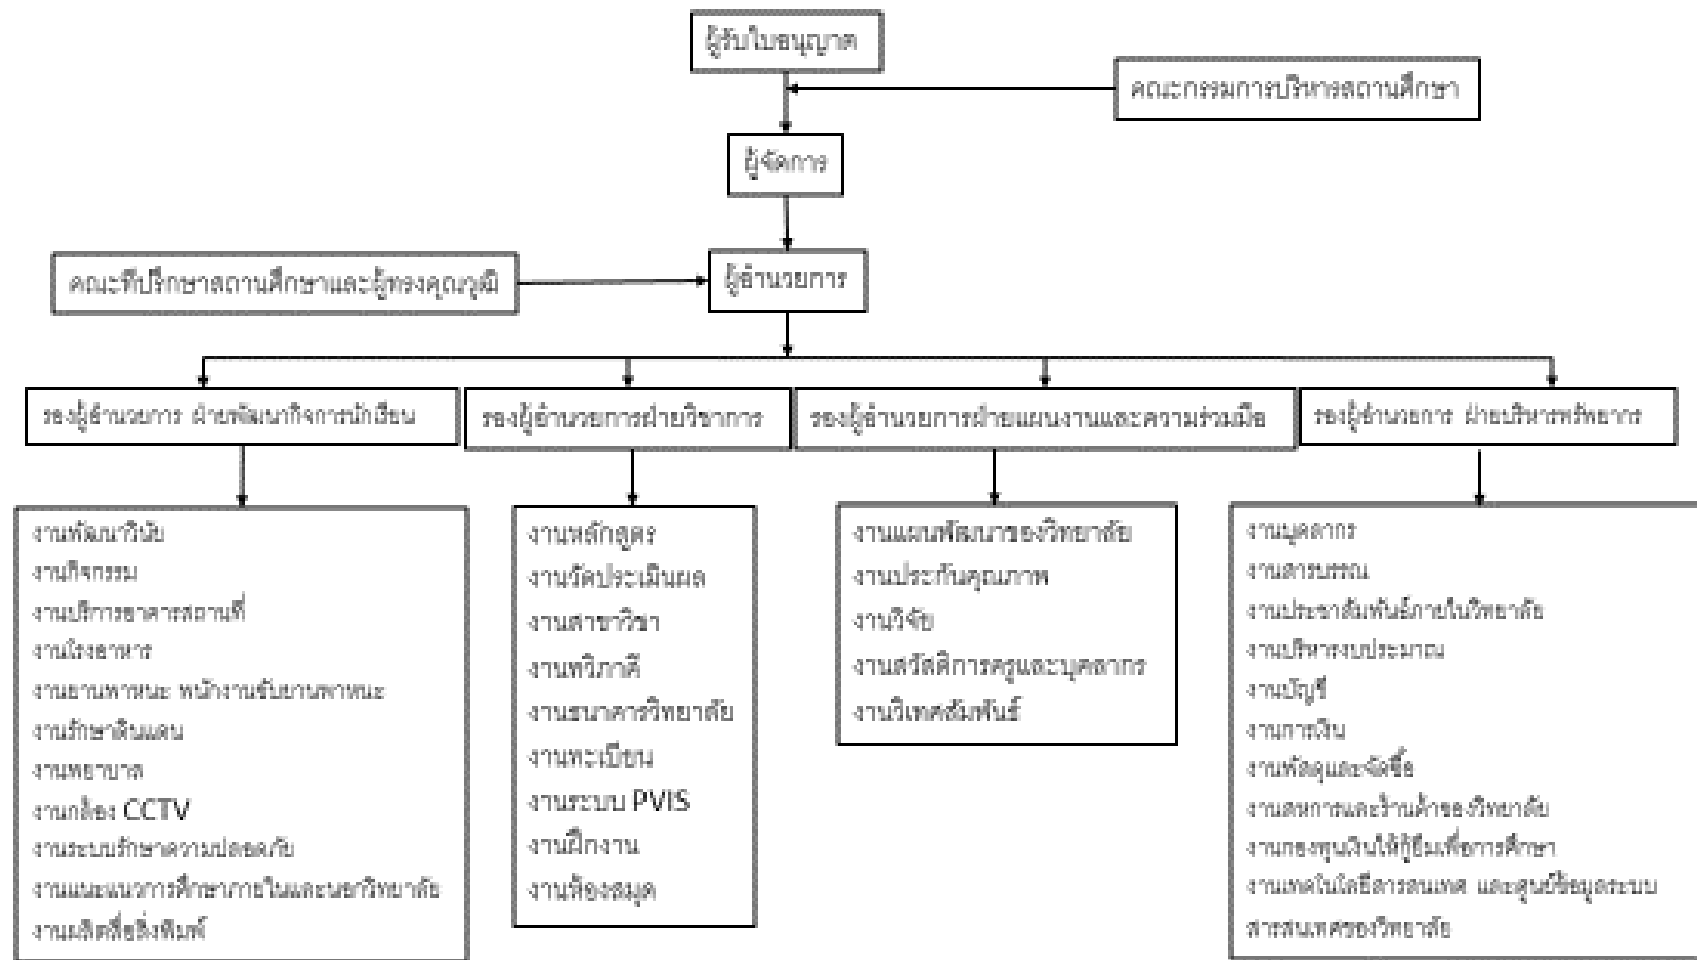 ผู้รับใบอนุญาต
คณะกรรมการบริหารสถานศึกษา
ผู้จัดการ
ผู้อำนวยการ
คณะที่ปรึกษาสถานศึกษาและผู้ทรงคุณวุฒิ
รองผู้อำนวยการ ฝ่ายพัฒนากิจการนักเรียน
รองผู้อำนวยการฝ่ายวิชาการ
รองผู้อำนวยการฝ่ายแผนงานและความร่วมมือ
รองผู้อำนวยการ ฝ่ายบริหารทรัพยากร
งานพัฒนาวินัย
งานกิจกรรม
งานบริการอาคารสถานที่
งานโรงอาหาร
งานยานพาหนะ พนักงานขับยานพาหนะ
งานรักษาดินแดน
งานพยาบาล
งานกล้อง CCTV
งานระบบรักษาความปลอดภัย
งานแนะแนวการศึกษาภายในและนอกวิทยาลัย
งานผลิตสื่อสิ่งพิมพ์
งานหลักสูตร
งานวัดประเมินผล
งานสาขาวิชา
งานทวิภาคี
งานธนาคารวิทยาลัย
งานทะเบียน
งานระบบ PVIS
งานฝึกงาน
งานห้องสมุด
งานแผนพัฒนาของวิทยาลัย
งานประกันคุณภาพ
งานวิจัย
งานสวัสดิการครูและบุคลากร
งานวิเทศสัมพันธ์
งานบุคลากร
งานสารบรรณ
งานประชาสัมพันธ์ภายในวิทยาลัย
งานบริหารงบประมาณ
งานบัญชี
งานการเงิน
งานพัสดุและจัดซื้อ
งานสหการและร้านค้าของวิทยาลัย
งานกองทุนเงินให้กู้ยืมเพื่อการศึกษา
งานเทคโนโลยีสารสนเทศ และศูนย์ข้อมูลระบบ
สารสนเทศของวิทยาลัย